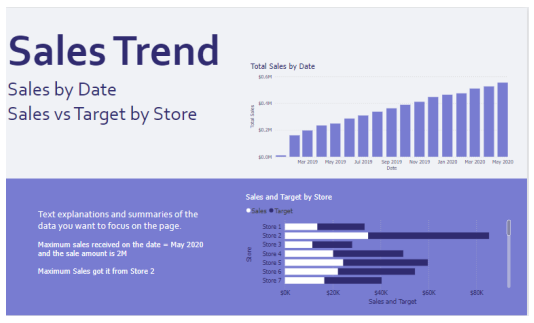 Sales Trend
Sales by Date
Sales vs Target by Store
Total Sales by Date
$0.6M
$0.4M
$0.2M
$0.0M
Total Sales
Mar 2019 May 2019 Jul 2019 Sep 2019 Nov 2019 Jan 2020 Mar 2020 May 2020
Date
Text explanations and summaries of the
data you want to focus on the page.
Maximum sales received on the date = May 2020
and the sale amount is 2M
Maximum Sales got it from Store 2
Sales and Target by Store
Sales Target
Store
Store 1
Store 2
Store 3
Store 4
Store 5
Store 6
Store 7
$0K $20K $40K $60K $80K
Sales and Target